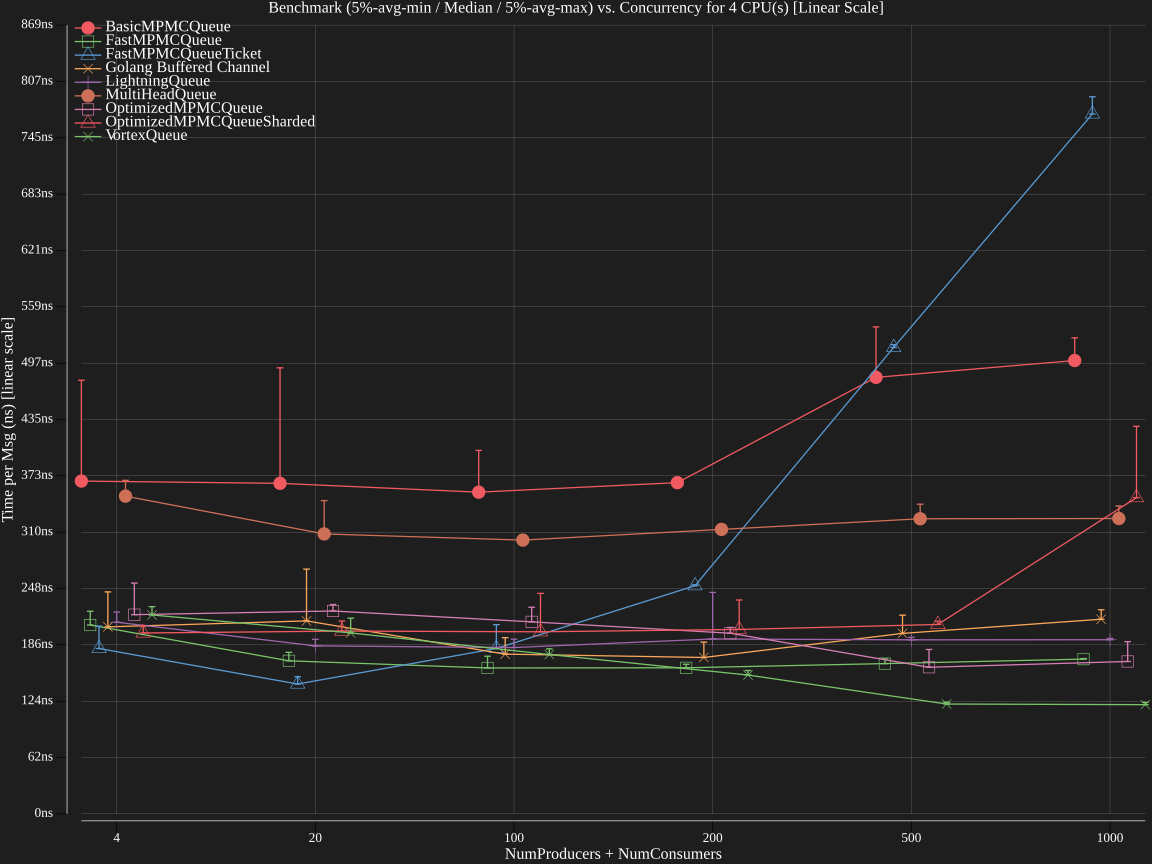 Benchmark (5%-avg-min / Median / 5%-avg-max) vs. Concurrency for 4 CPU(s) [Linear Scale]
869ns
807ns
745ns
683ns
621ns
559ns
497ns
435ns
373ns
310ns
248ns
186ns
124ns
62ns
0ns
Time per Msg (ns) [linear scale]
BasicMPMCQueue
FastMPMCQueue
FastMPMCQueueTicket
Golang Buffered Channel
LightningQueue
MultiHeadQueue
OptimizedMPMCQueue
OptimizedMPMCQueueSharded
VortexQueue
4 20 100 200 500 1000
NumProducers + NumConsumers